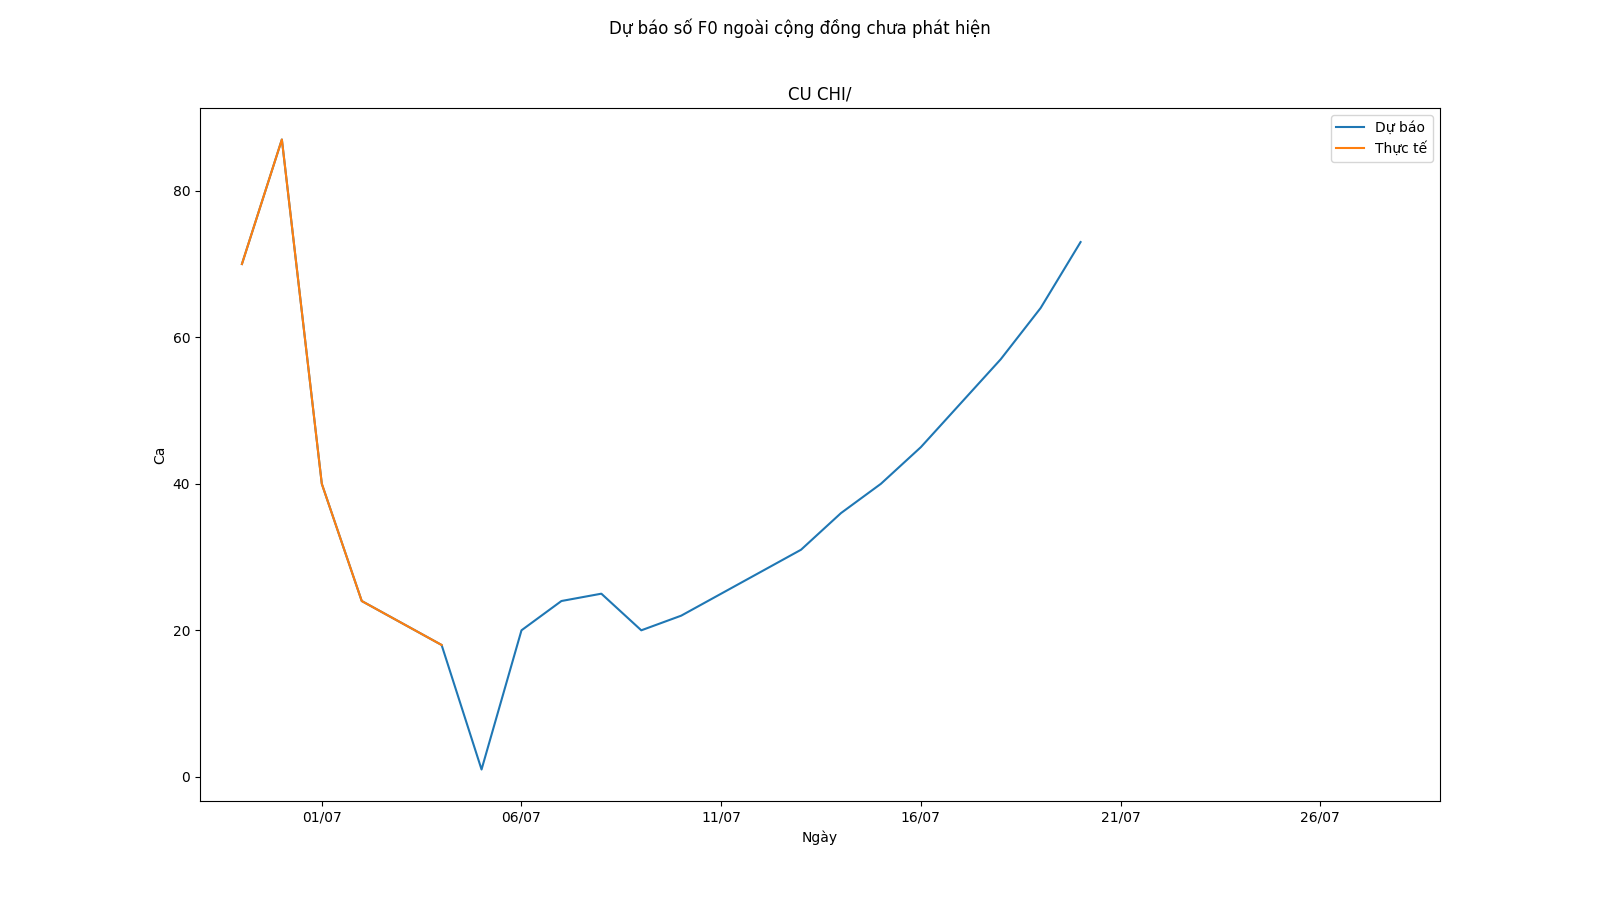 Dự báo số F0 ngoài cộng đồng chưa phát hiện
CU CHI/
Dự báo
Thực tế
80
60
40
20
0
Ca
01/07
06/07
11/07
16/07
21/07
26/07
Ngày